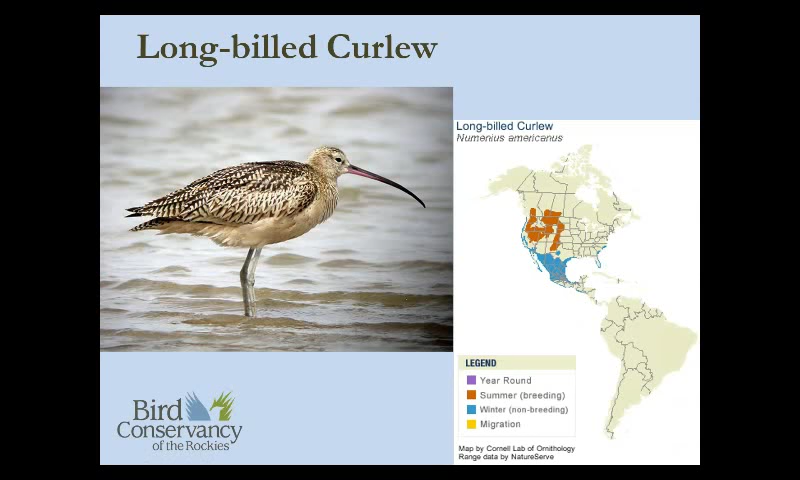 Long-billed Curlew
Long-billed Curlew
Numenius americanus
LEGEND
Year Round
Summer (breeding)
Winter (non-breeding)
Migration
Map by Cornell Lab of Ornithology
Range data by NatureServe
Bird
Conservancy
of the Rockies